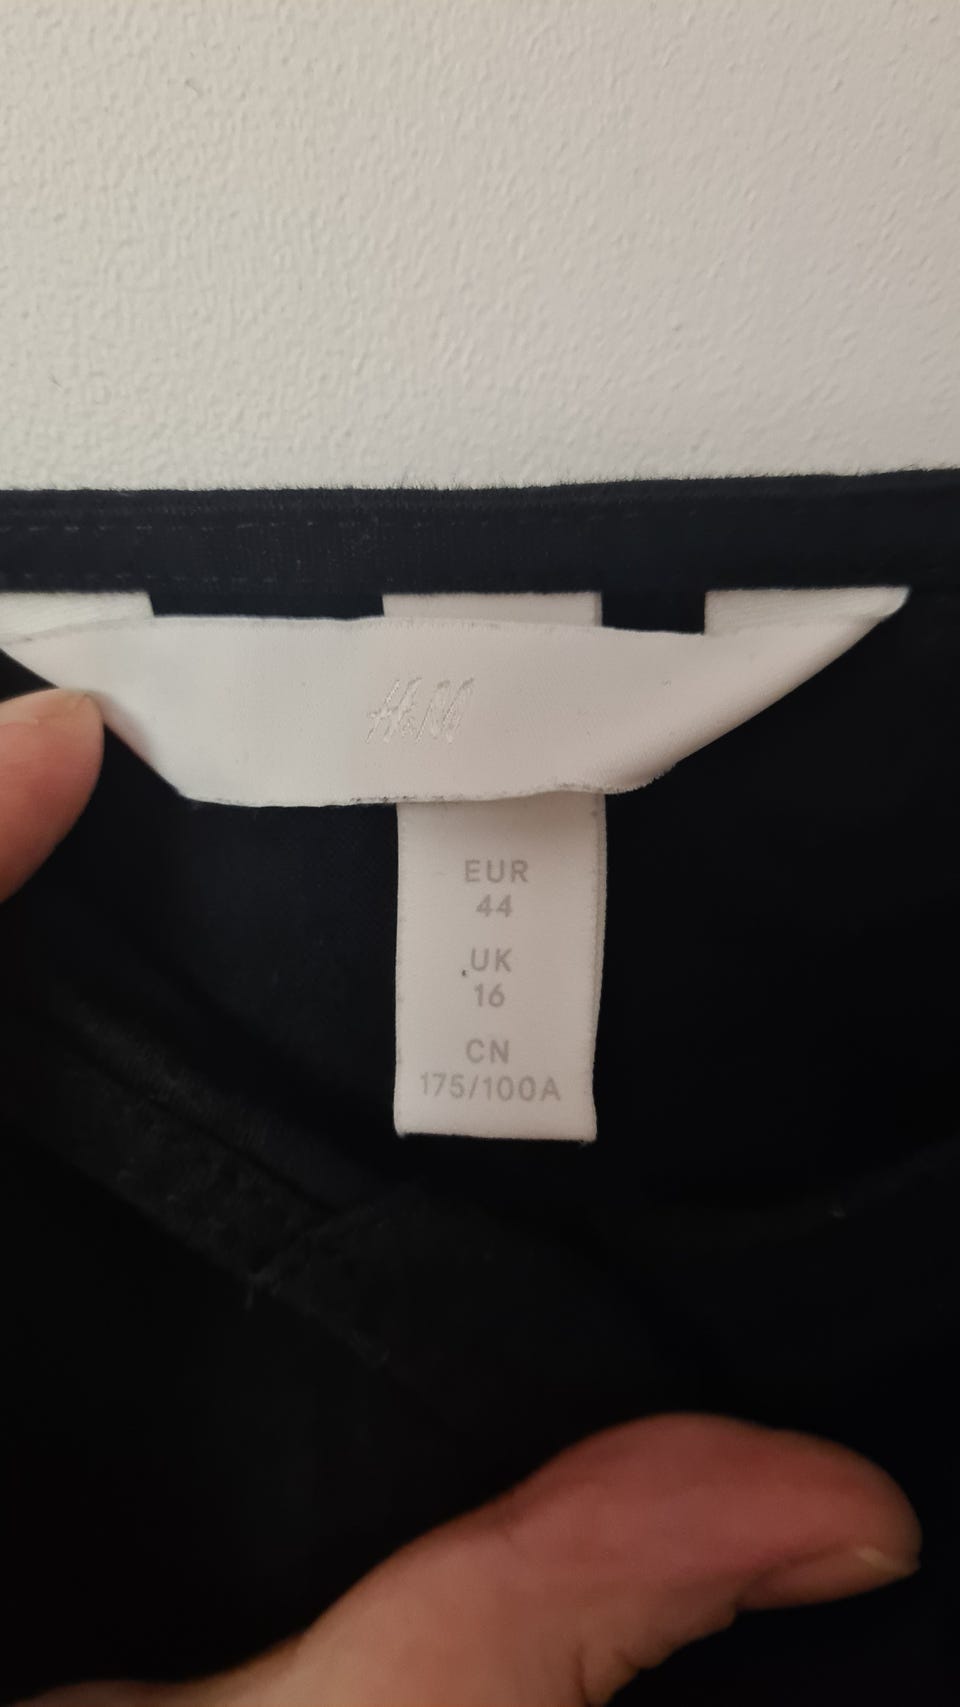 H&M
EUR
44
UK
16
CN
175/100A